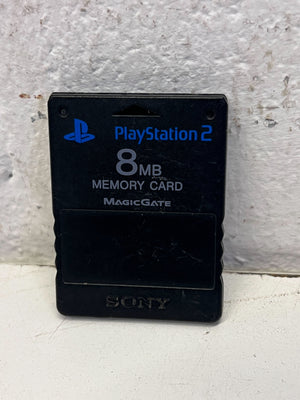 PlayStation 2
8MB
MEMORY CARD
MAGICGATE
SONY